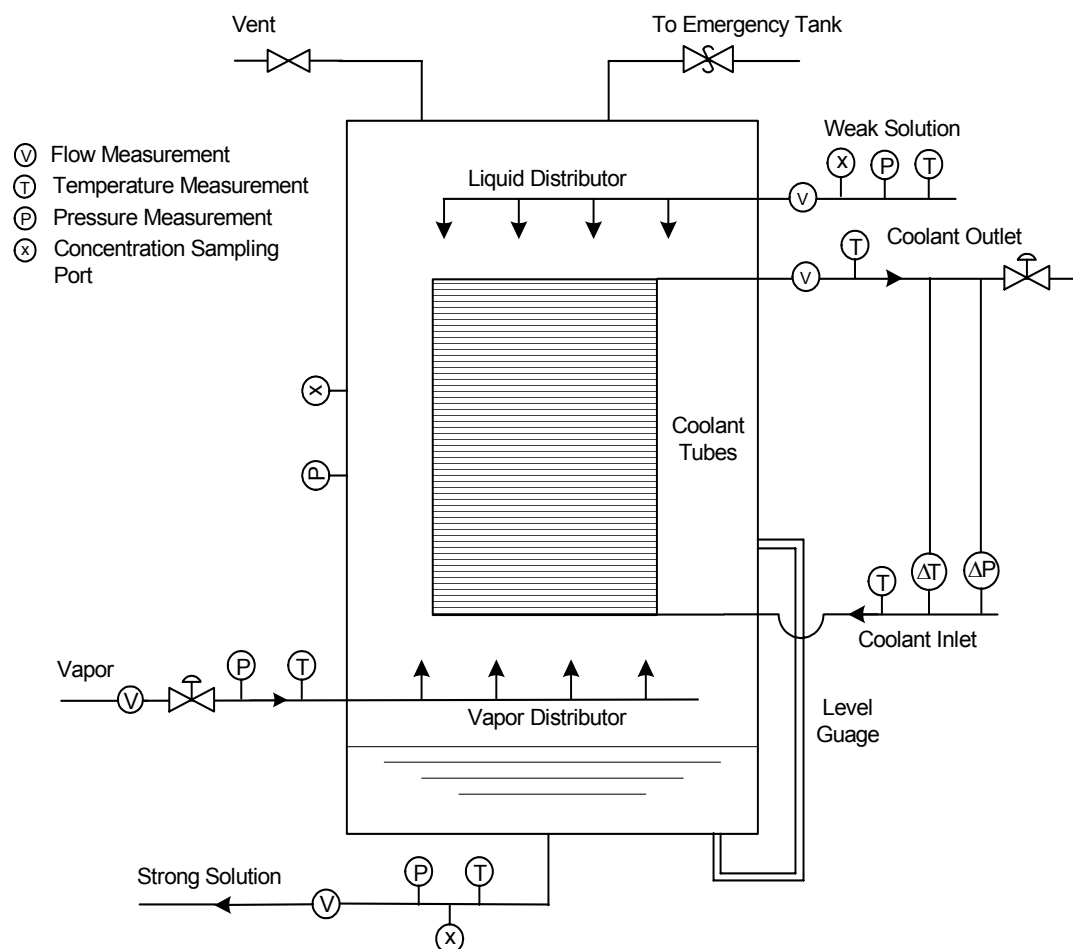 Vent
To Emergency Tank
V Flow Measurement
T Temperature Measurement
P Pressure Measurement
x Concentration Sampling
Port
Weak Solution
x P T
V
Liquid Distributor
Coolant Outlet
T
V
x
P
Coolant
Tubes
T ΔT ΔP
Coolant Inlet
Vapor
P T
V
Vapor Distributor
Level
Guage
Strong Solution
P T
V
x